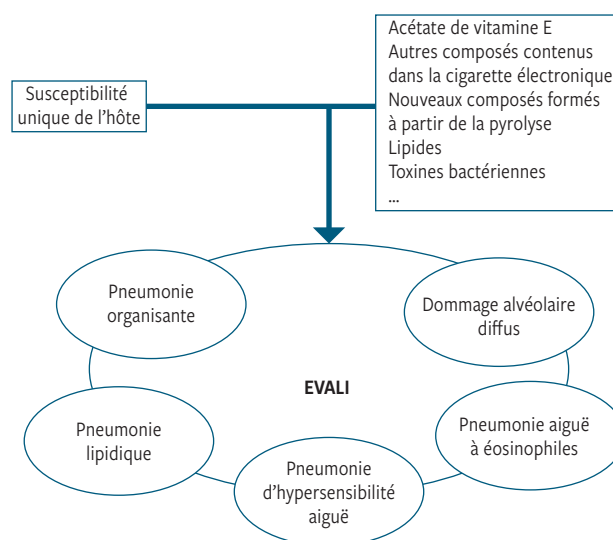 Susceptibilité
unique de l'hôte
Acétate de vitamine E
Autres composés contenus
dans la cigarette électronique
Nouveaux composés formés
à partir de la pyrolyse
Lipides
Toxines bactériennes
...
Pneumonie
organisante
Dommage alvéolaire
diffus
EVALI
Pneumonie
lipidique
Pneumonie aiguë
à éosinophiles
Pneumonie
d'hypersensibilité
aiguë